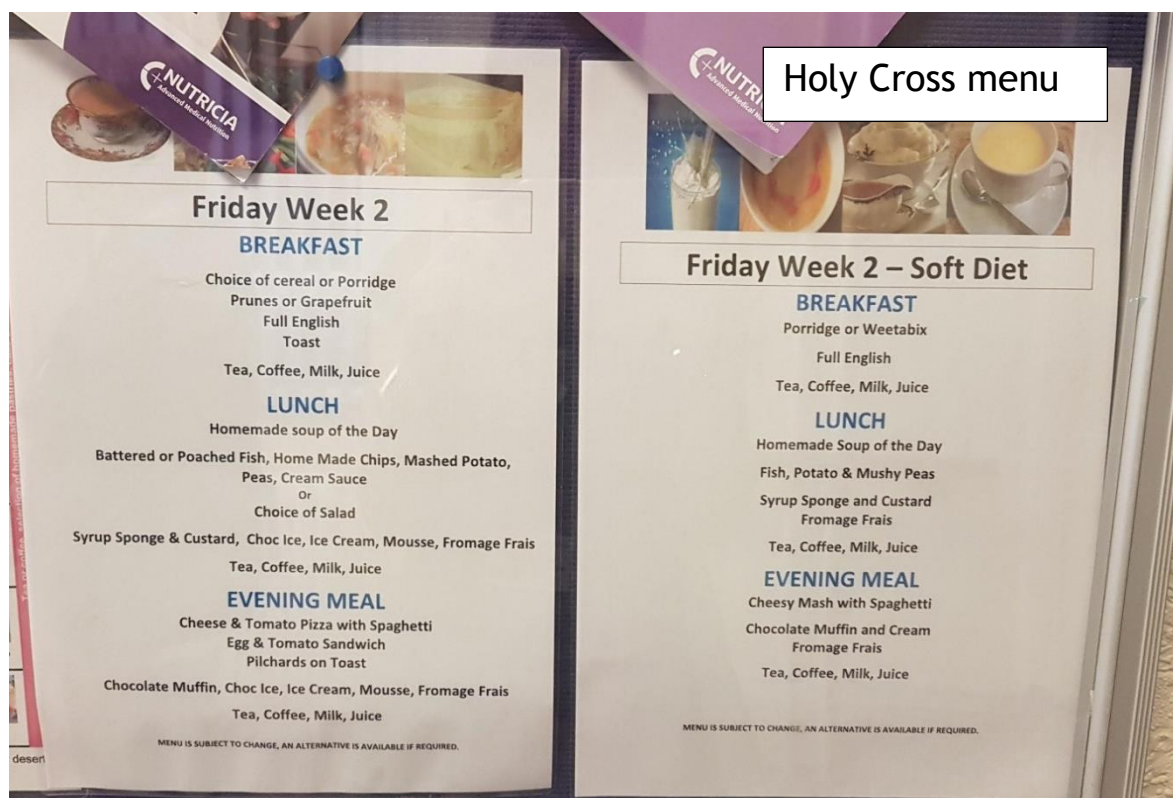 NUTRICIA
Advanced Medical Nutrition
Friday Week 2
BREAKFAST
Choice of cereal or Porridge
Prunes or Grapefruit
Full English
Toast
Tea, Coffee, Milk, Juice
LUNCH
Homemade soup of the Day
Battered or Poached Fish, Home Made Chips, Mashed Potato,
Peas, Cream Sauce
Or
Choice of Salad
Syrup Sponge & Custard, Choc Ice, Ice Cream, Mousse, Fromage Frais
Tea, Coffee, Milk, Juice
EVENING MEAL
Cheese & Tomato Pizza with Spaghetti
Egg & Tomato Sandwich
Pilchards on Toast
Chocolate Muffin, Choc Ice, Ice Cream, Mousse, Fromage Frais
Tea, Coffee, Milk, Juice
MENU IS SUBJECT TO CHANGE, AN ALTERNATIVE IS AVAILABLE IF REQUIRED.
NUTRI
Advanced Medical
Holy Cross menu
Friday Week 2 – Soft Diet
BREAKFAST
Porridge or Weetabix
Full English
Tea, Coffee, Milk, Juice
LUNCH
Homemade Soup of the Day
Fish, Potato & Mushy Peas
Syrup Sponge and Custard
Fromage Frais
Tea, Coffee, Milk, Juice
EVENING MEAL
Cheesy Mash with Spaghetti
Chocolate Muffin and Cream
Fromage Frais
Tea, Coffee, Milk, Juice
MENU IS SUBJECT TO CHANGE, AN ALTERNATIVE IS AVAILABLE IF REQUIRED.
desert